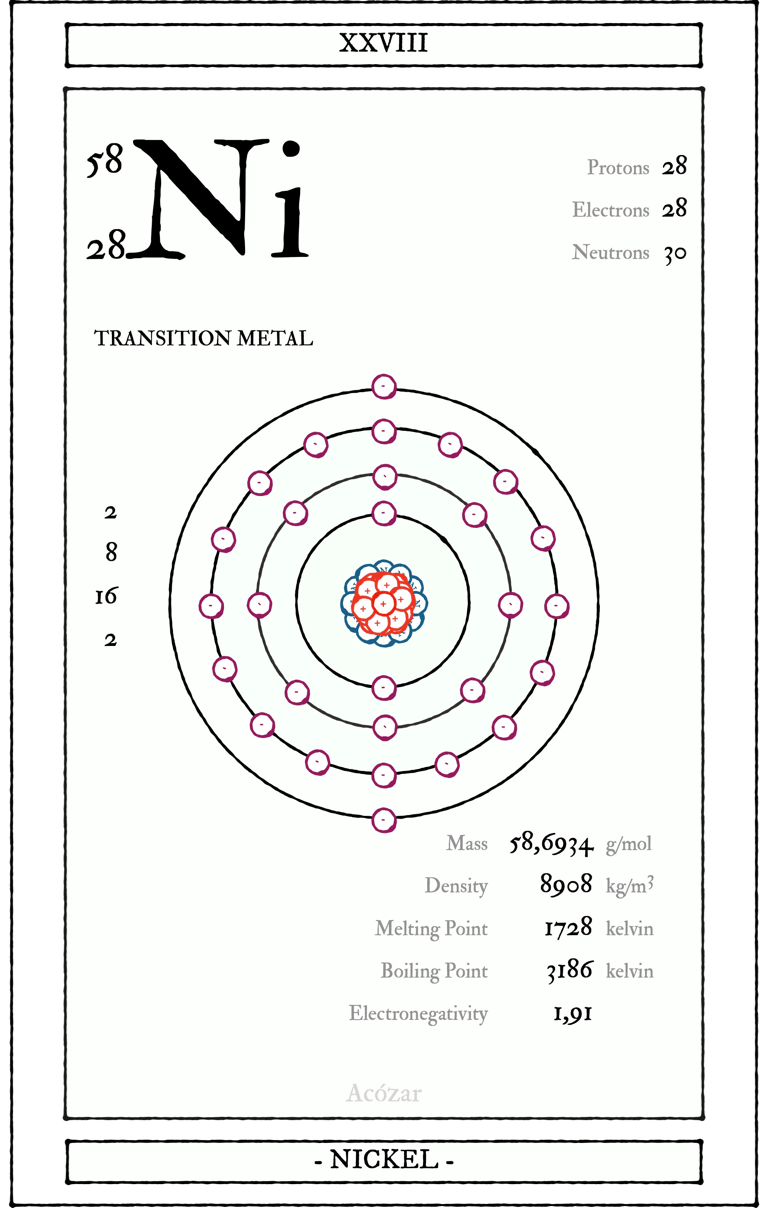 XXVIII
58
Ni
28
Protons 28
Electrons 28
Neutrons 30
TRANSITION METAL
2
8
16
2
Mass 58,6934 g/mol
Density 8908 kg/m³
Melting Point 1728 kelvin
Boiling Point 3186 kelvin
Electronegativity 1,91
Acózar
- NICKEL -